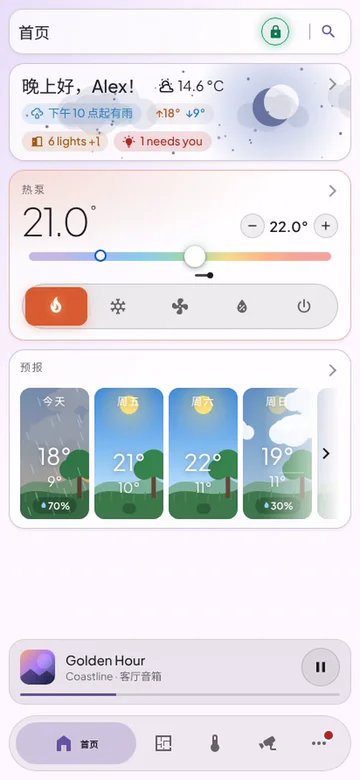 首页
晚上好，Alex！ 14.6 °C
下午 10 点起有雨 ↑18° ↓9°
6 lights +1 1 needs you
热泵
21.0°
− 22.0° +
预报
今天 周五 周六 周日
18° 21° 22° 19°
9° 10° 11° 11°
70% 30%
Golden Hour
Coastline · 客厅音箱
首页